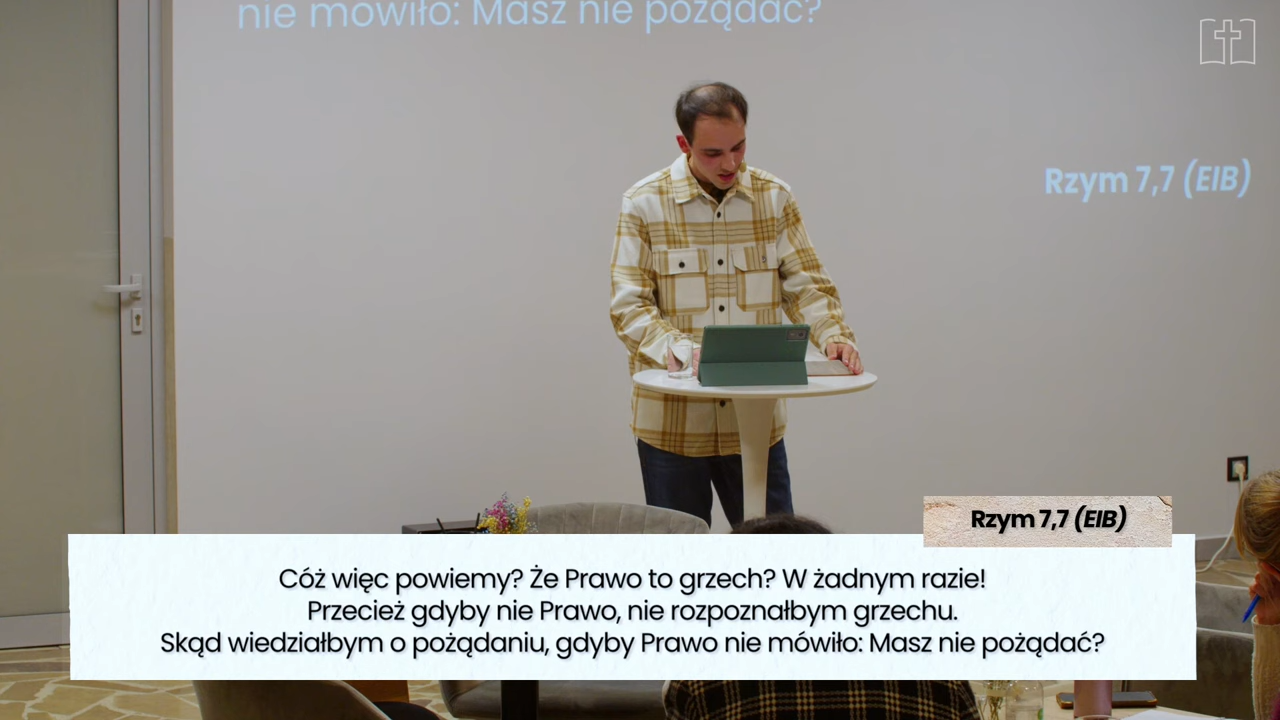 nie mówiło: Masz nie pożądać?
Rzym 7,7 (EIB)
Rzym 7,7 (EIB)
Cóż więc powiemy? Że Prawo to grzech? W żadnym razie!
Przecież gdyby nie Prawo, nie rozpoznałbym grzechu.
Skąd wiedziałbym o pożądaniu, gdyby Prawo nie mówiło: Masz nie pożądać?